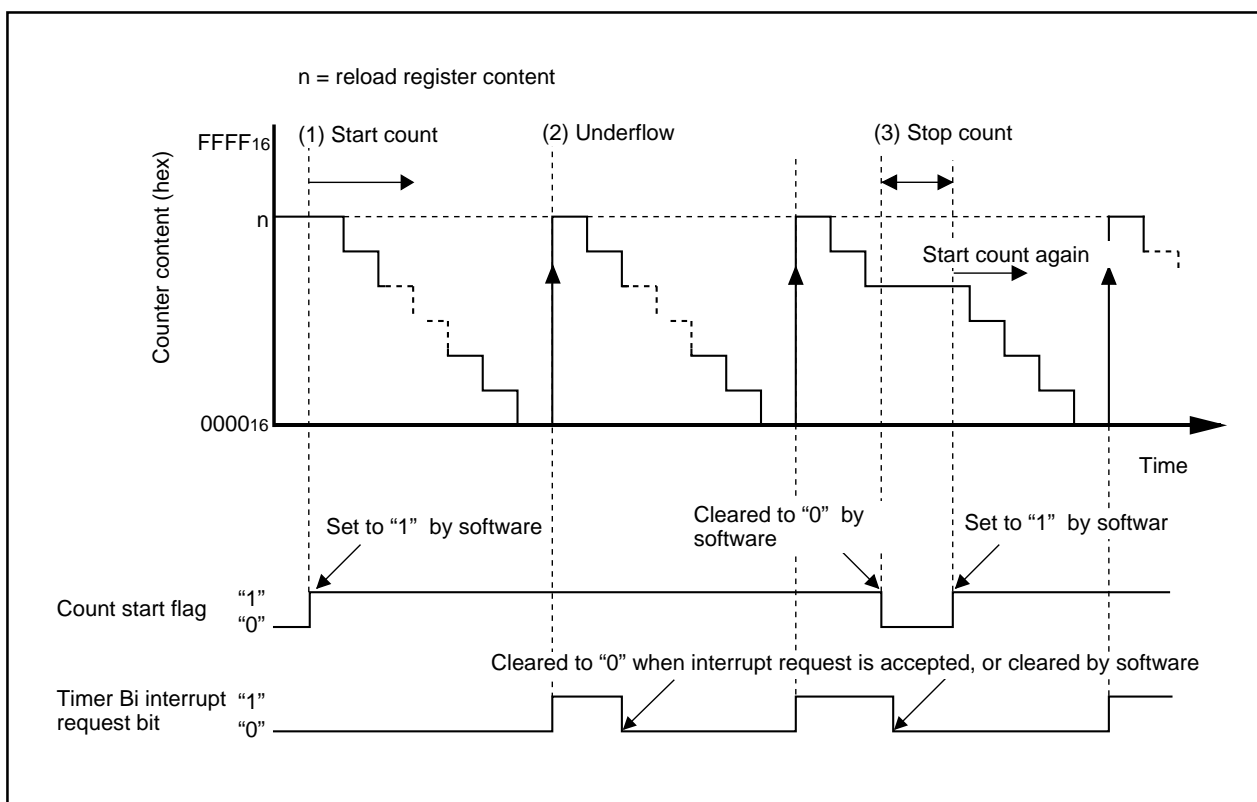 n = reload register content
FFFF16
(1) Start count
(2) Underflow
(3) Stop count
Counter content (hex)
n
Start count again
000016
Time
Set to “1” by software
Cleared to “0” by
software
Set to “1” by softwar
Count start flag
“1”
“0”
Cleared to “0” when interrupt request is accepted, or cleared by software
Timer Bi interrupt
request bit
“1”
“0”